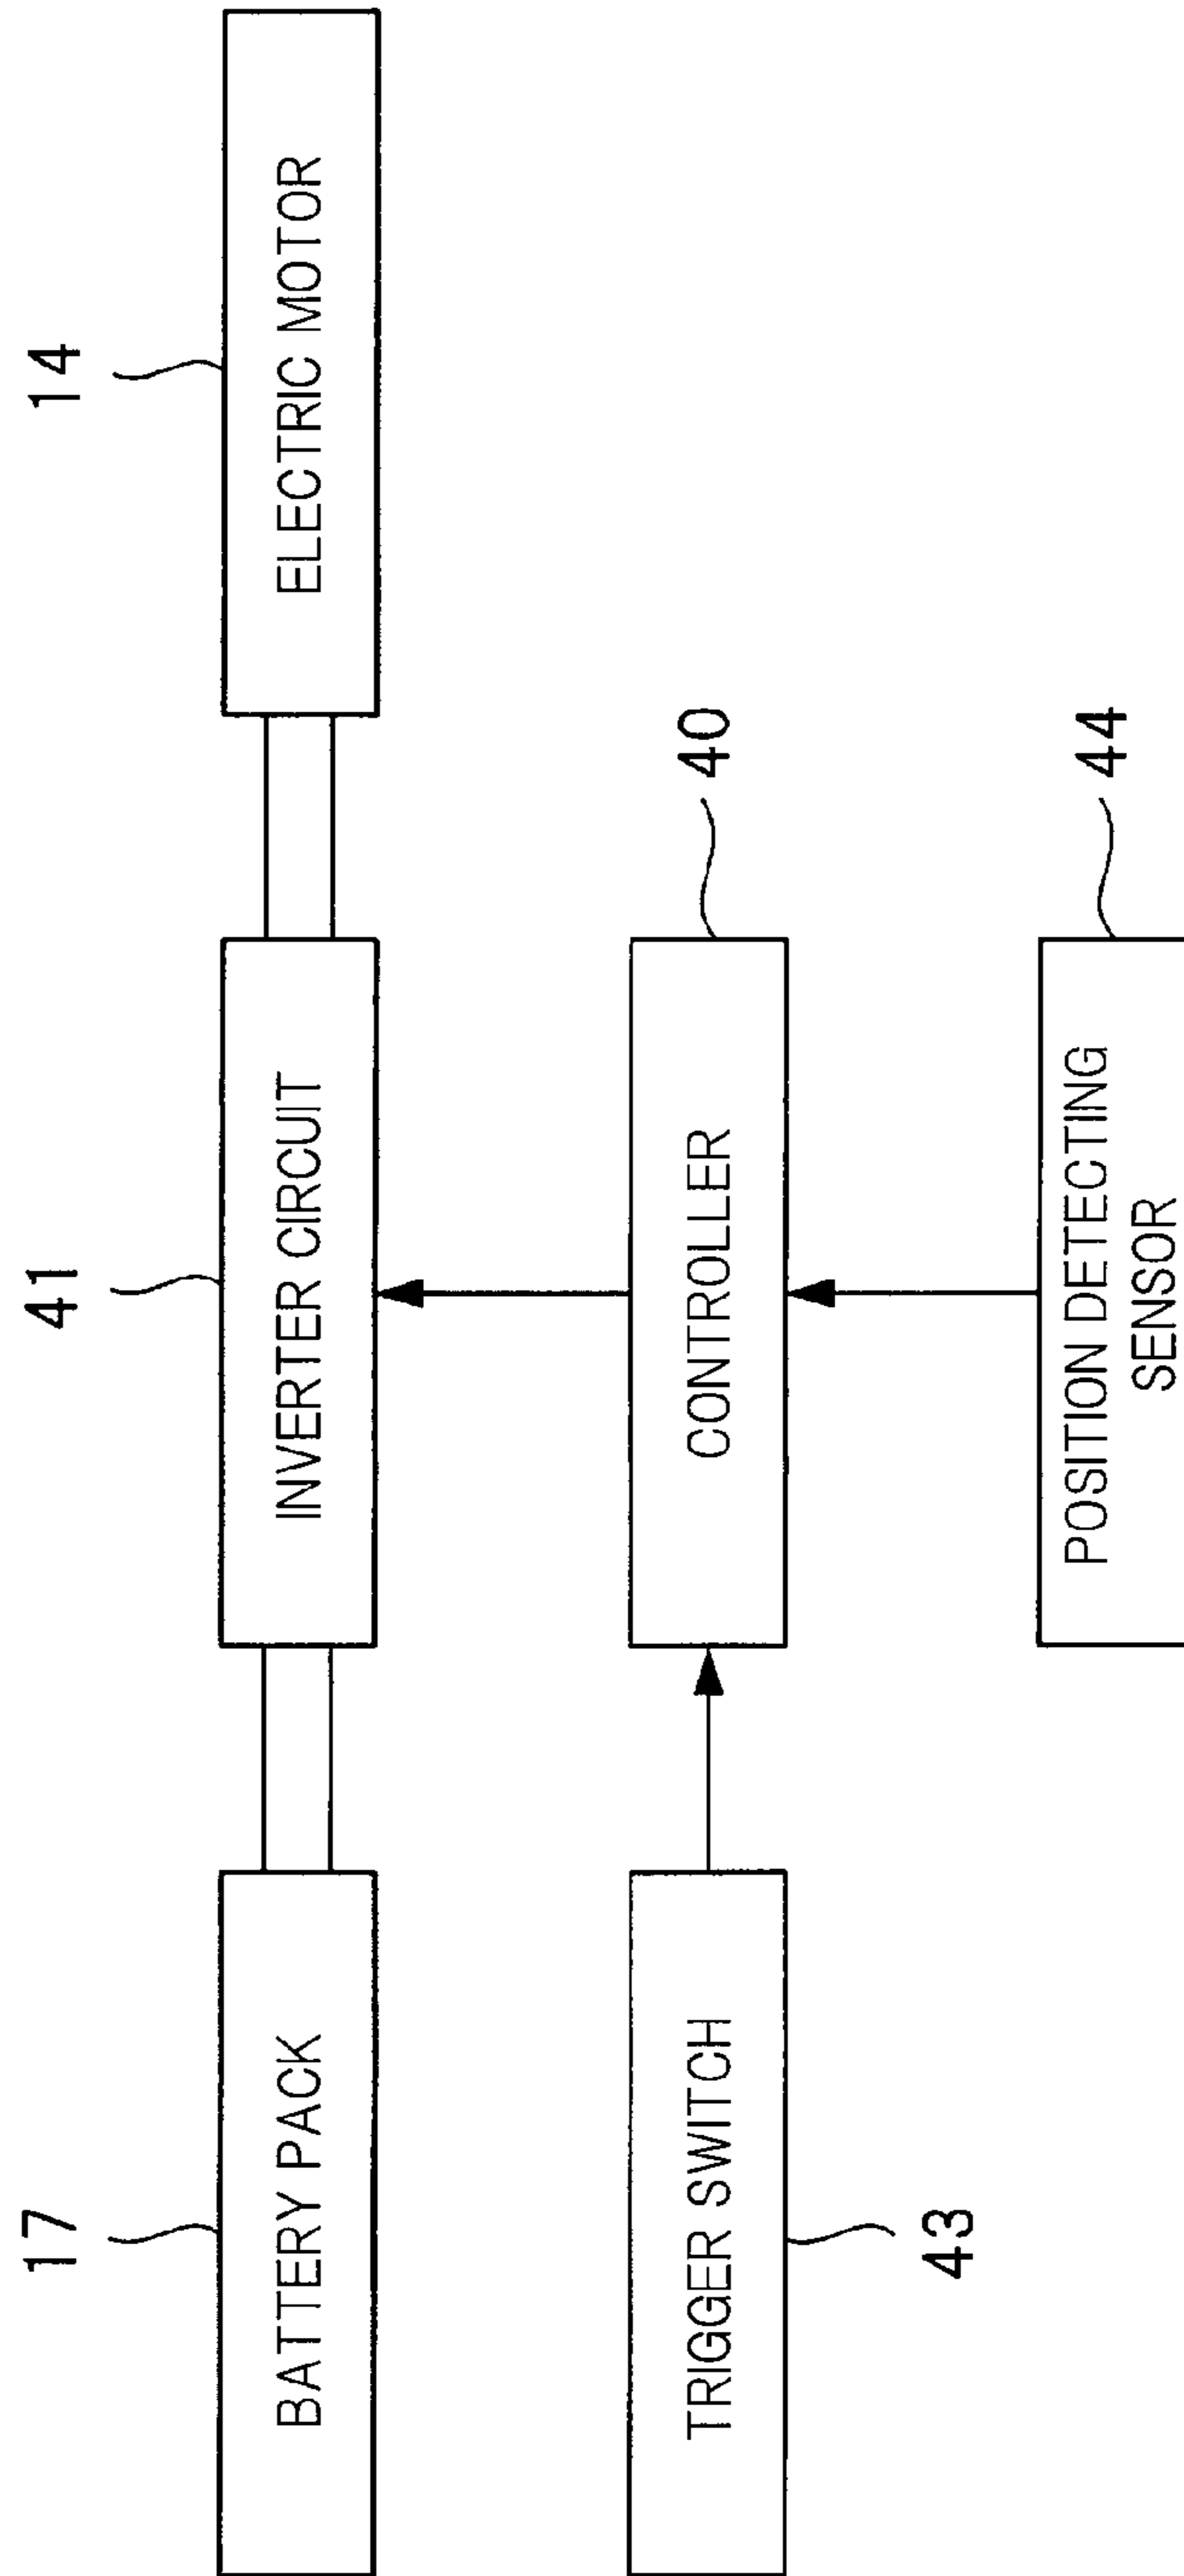 17
41
14
BATTERY PACK
INVERTER CIRCUIT
ELECTRIC MOTOR
40
TRIGGER SWITCH
CONTROLLER
43
44
POSITION DETECTING
SENSOR